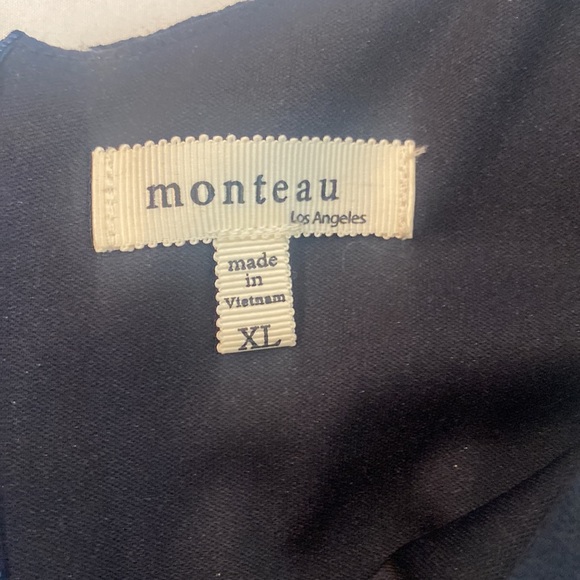 monteau
Los Angeles
made
in
Vietnam
XL